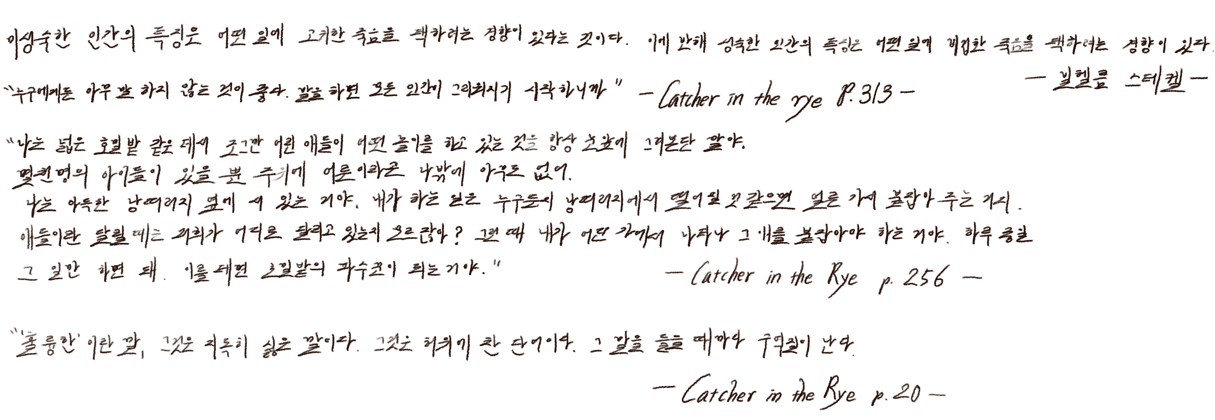 미성숙한 인간의 특징은 어떤 일에 고귀한 죽음을 택하려는 경향이 있다는 것이다. 이에 반해 성숙한 인간의 특징은 어떤 일에 비겁한 죽음을 택하려는 경향이 있다.
— 빌헬름 스테켈 —
"누구에게든 아무 말 하지 않는 것이 좋다. 말을 하면 모든 인간이 그리워지기 시작하니까" — Catcher in the rye P.313 —
"나는 넓은 호밀밭 같은 데서 조그만 어린 애들이 어떤 놀이를 하고 있는 것을 항상 눈앞에 그려본단 말야.
몇천 명의 아이들이 있을 뿐 주위에 어른이라곤 나밖에 아무도 없어.
나는 아득한 낭떠러지 옆에 서 있는 거야. 내가 하는 일은 누구든지 낭떠러지에서 떨어질 것 같으면 얼른 가서 붙잡아 주는 거지.
애들이란 달릴 때는 저희가 어디로 달리고 있는지 모르잖아? 그런 때 내가 어딘가에서 나타나 그 애를 붙잡아야 하는 거야. 하루 종일
그 일만 하면 돼. 이를 테면 호밀밭의 파수꾼이 되는 거야." — Catcher in the Rye p. 256 —
"'훌륭한' 이란 말, 그것은 지독히 싫은 말이다. 그것은 허위에 찬 단어이다. 그 말을 들을 때마다 구역질이 난다.
— Catcher in the Rye p. 20 —